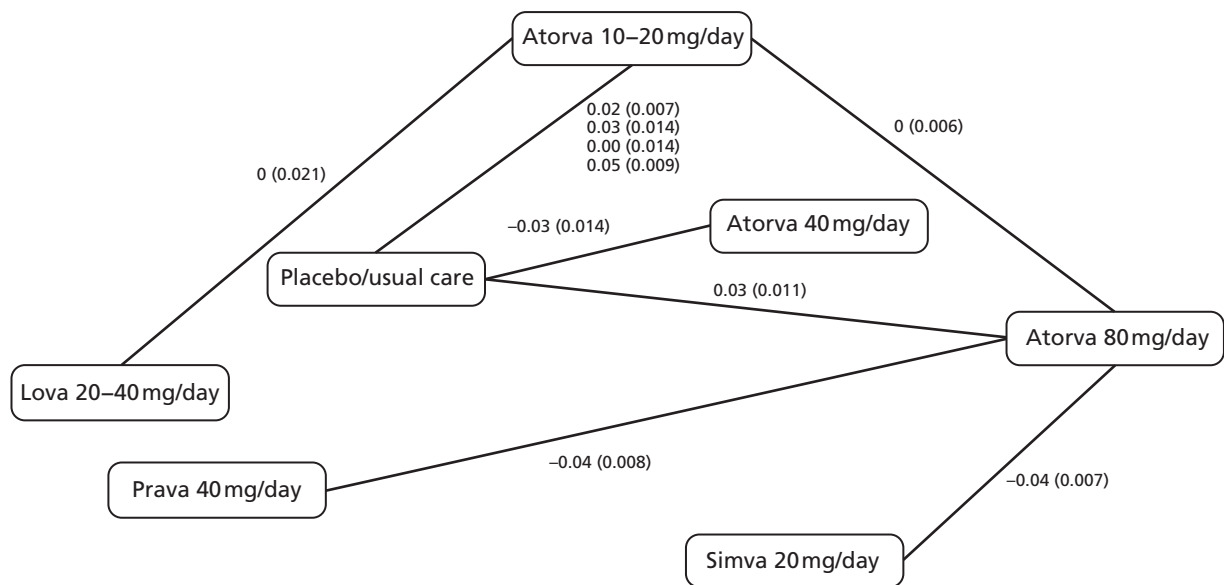 Atorva 10–20 mg/day
0.02 (0.007)
0.03 (0.014)
0.00 (0.014)
0.05 (0.009)
0 (0.006)
0 (0.021)
–0.03 (0.014)
Atorva 40 mg/day
Placebo/usual care
0.03 (0.011)
Atorva 80 mg/day
Lova 20–40 mg/day
–0.04 (0.008)
Prava 40 mg/day
–0.04 (0.007)
Simva 20 mg/day